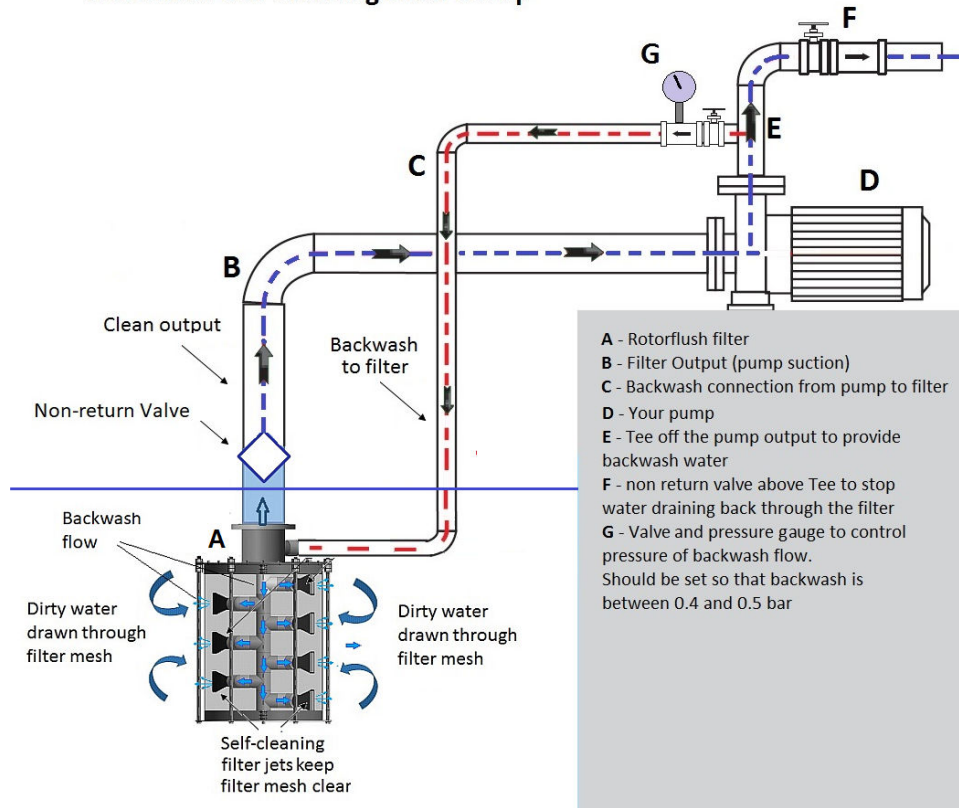 F
G
E
C
D
B
Clean output
Backwash
to filter
Non-return Valve
A - Rotorflush filter
B - Filter Output (pump suction)
C - Backwash connection from pump to filter
D - Your pump
E - Tee off the pump output to provide
backwash water
F - non return valve above Tee to stop
water draining back through the filter
G - Valve and pressure gauge to control
pressure of backwash flow.
Should be set so that backwash is
between 0.4 and 0.5 bar
Backwash
flow
A
Dirty water
drawn through
filter mesh
Dirty water
drawn through
filter mesh
Self-cleaning
filter jets keep
filter mesh clear